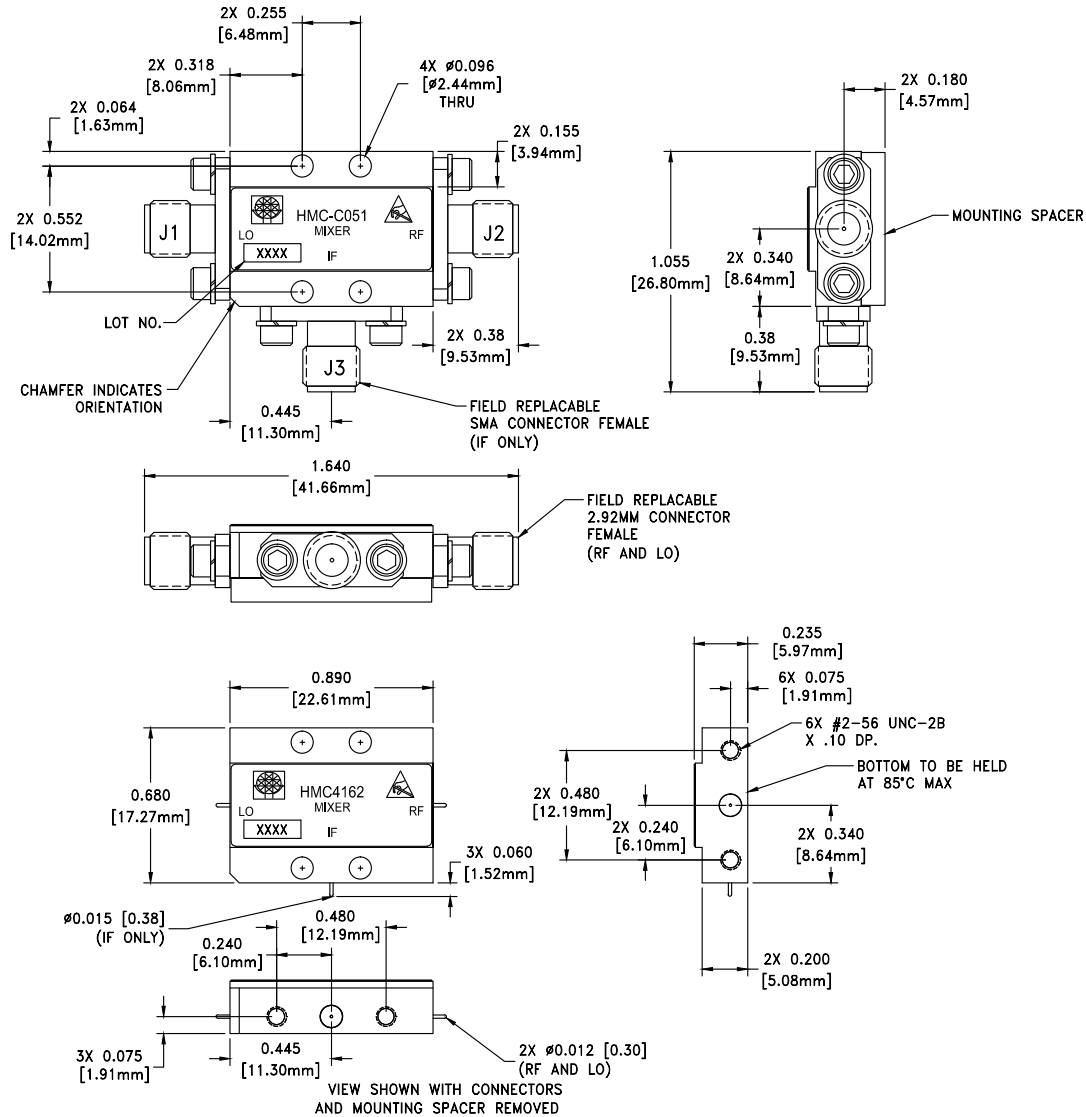 2X 0.255
[6.48mm]
2X 0.318
[8.06mm]
4X ø0.096
[ø2.44mm]
THRU
2X 0.064
[1.63mm]
2X 0.155
[3.94mm]
2X 0.552
[14.02mm]
J1
LO
HMC-C051
MIXER
RF
J2
XXXX
IF
LOT NO.
J3
2X 0.38
[9.53mm]
CHAMFER INDICATES
ORIENTATION
0.445
[11.30mm]
FIELD REPLACABLE
SMA CONNECTOR FEMALE
(IF ONLY)
2X 0.180
[4.57mm]
MOUNTING SPACER
1.055
[26.80mm]
2X 0.340
[8.64mm]
0.38
[9.53mm]
1.640
[41.66mm]
FIELD REPLACABLE
2.92MM CONNECTOR
FEMALE
(RF AND LO)
0.890
[22.61mm]
0.680
[17.27mm]
HMC4162
MIXER
LO
RF
XXXX
IF
3X 0.060
[1.52mm]
ø0.015 [0.38]
(IF ONLY)
0.480
[12.19mm]
0.240
[6.10mm]
3X 0.075
[1.91mm]
0.445
[11.30mm]
2X ø0.012 [0.30]
(RF AND LO)
VIEW SHOWN WITH CONNECTORS
AND MOUNTING SPACER REMOVED
0.235
[5.97mm]
6X 0.075
[1.91mm]
6X #2-56 UNC-2B
X .10 DP.
BOTTOM TO BE HELD
AT 85°C MAX
2X 0.480
[12.19mm]
2X 0.240
[6.10mm]
2X 0.340
[8.64mm]
2X 0.200
[5.08mm]